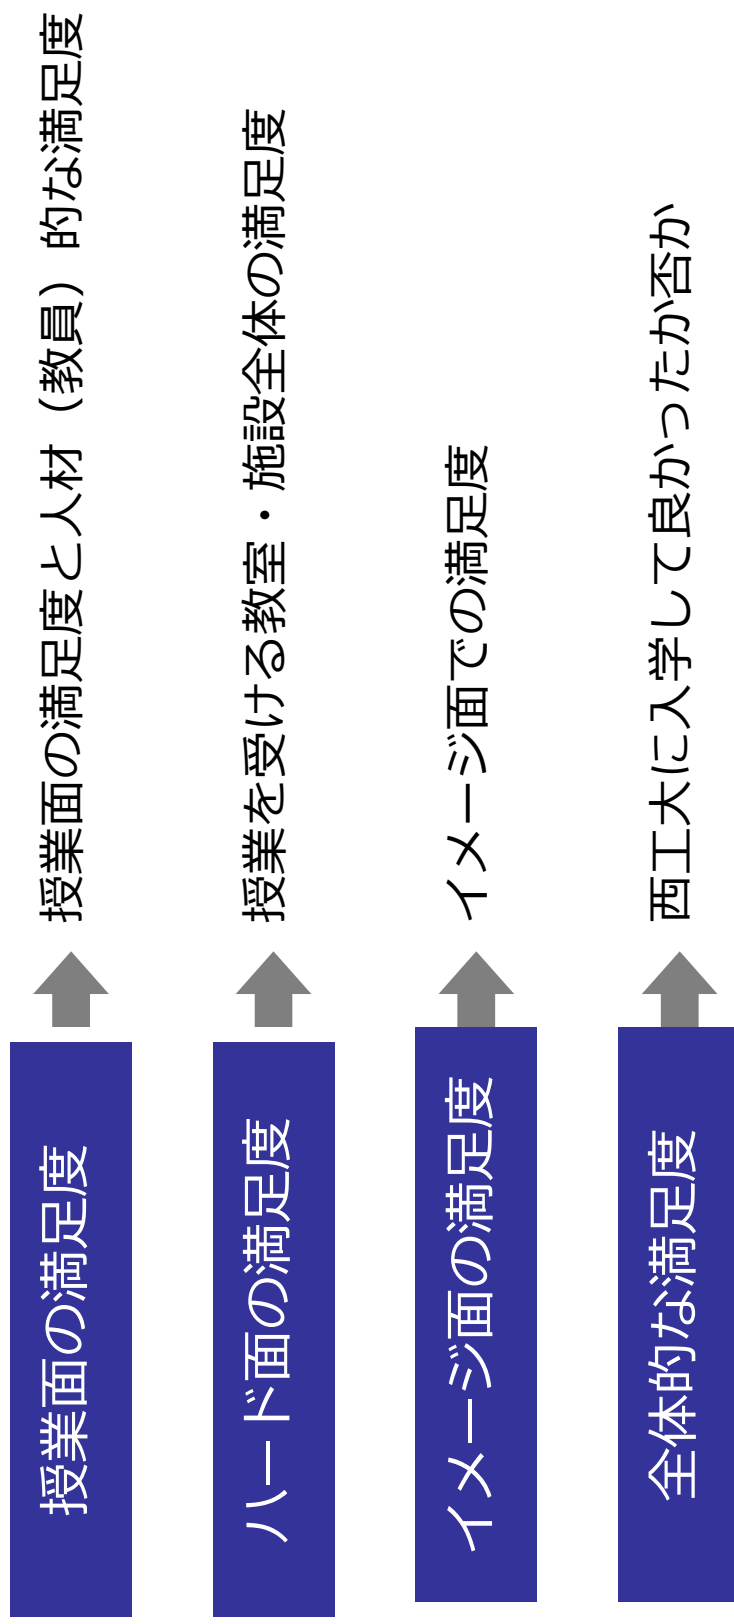 授業面の満足度
授業面の満足度と人材（教員）的な満足度
ハード面の満足度
授業を受ける教室・施設全体の満足度
イメージ面の満足度
イメージ面での満足度
全体的な満足度
西工大に入学して良かったか否か